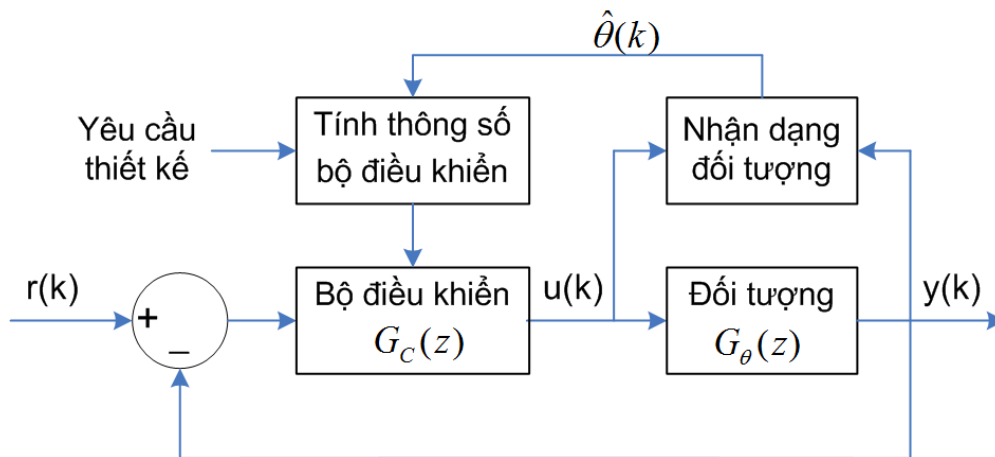 θ̂(k)
Yêu cầu
thiết kế
Tính thông số
bộ điều khiển
Nhận dạng
đối tượng
r(k)
+
−
Bộ điều khiển
G_C(z)
u(k)
Đối tượng
G_θ(z)
y(k)